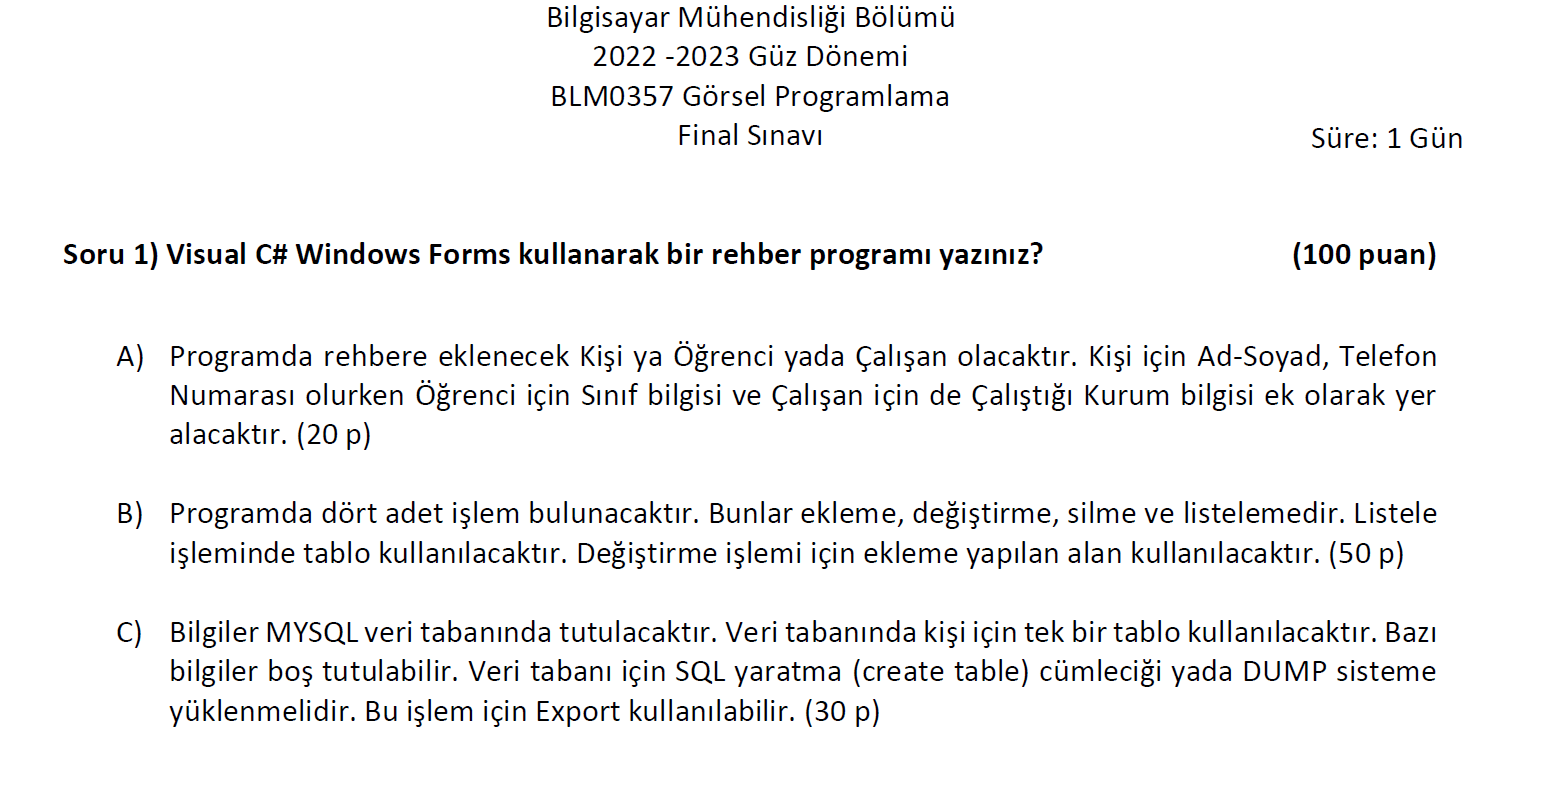 Bilgisayar Mühendisliği Bölümü
2022 -2023 Güz Dönemi
BLM0357 Görsel Programlama
Final Sınavı
Süre: 1 Gün
Soru 1) Visual C# Windows Forms kullanarak bir rehber programı yazınız? (100 puan)
A) Programda rehbere eklenecek Kişi ya Öğrenci yada Çalışan olacaktır. Kişi için Ad-Soyad, Telefon
Numarası olurken Öğrenci için Sınıf bilgisi ve Çalışan için de Çalıştığı Kurum bilgisi ek olarak yer
alacaktır. (20 p)
B) Programda dört adet işlem bulunacaktır. Bunlar ekleme, değiştirme, silme ve listelemedir. Listele
işleminde tablo kullanılacaktır. Değiştirme işlemi için ekleme yapılan alan kullanılacaktır. (50 p)
C) Bilgiler MYSQL veri tabanında tutulacaktır. Veri tabanında kişi için tek bir tablo kullanılacaktır. Bazı
bilgiler boş tutulabilir. Veri tabanı için SQL yaratma (create table) cümleciği yada DUMP sisteme
yüklenmelidir. Bu işlem için Export kullanılabilir. (30 p)